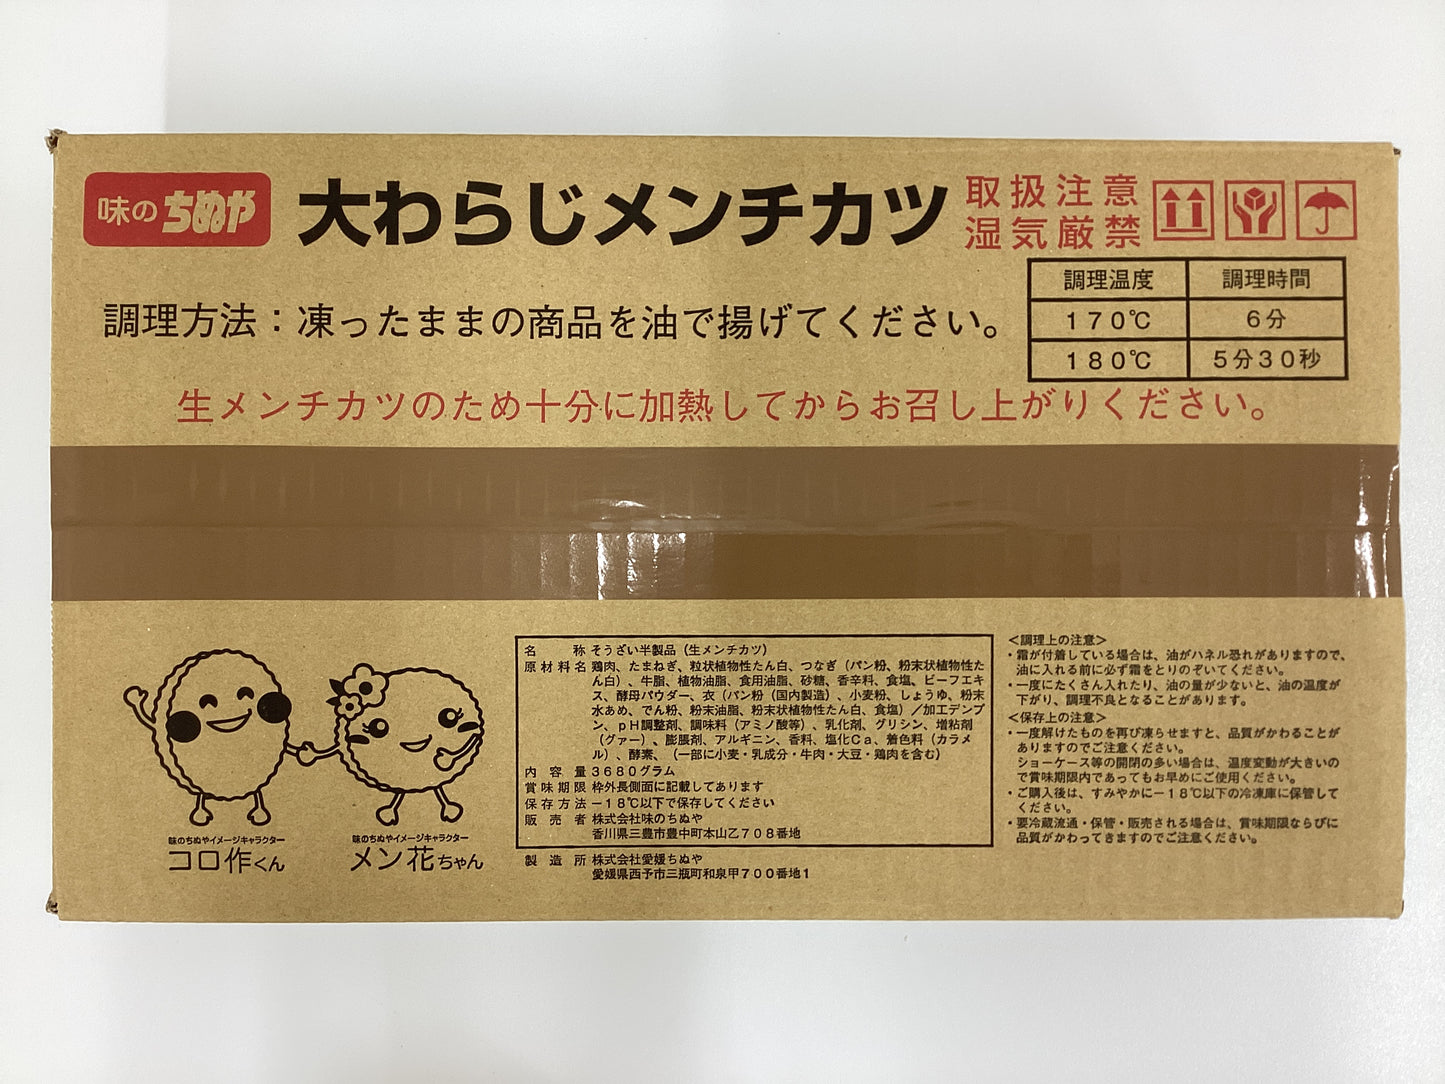 味の ちぬや
大わらじメンチカツ
取扱注意
湿気厳禁
調理方法：凍ったままの商品を油で揚げてください。
調理温度 調理時間
170℃ 6分
180℃ 5分30秒
生メンチカツのため十分に加熱してからお召し上がりください。
味のちぬやイメージキャラクター
コロ作くん
味のちぬやイメージキャラクター
メン花ちゃん
名称 そうざい半製品（生メンチカツ）
原材料名 鶏肉、たまねぎ、粒状植物性たん白、つなぎ（パン粉、粉末状植物性た
ん白）、牛脂、植物油脂、食用油脂、砂糖、香辛料、食塩、ビーフエキ
ス、酵母パウダー、衣（パン粉（国内製造）、小麦粉、しょうゆ、粉末
水あめ、でん粉、粉末油脂、粉末状植物性たん白、食塩）／加工デンプ
ン、pH調整剤、調味料（アミノ酸等）、乳化剤、グリシン、増粘剤
（グァー）、膨脹剤、アルギニン、香料、塩化Ca、着色料（カラメ
ル）、酵素、（一部に小麦・乳成分・牛肉・大豆・鶏肉を含む）
内容量 3680グラム
賞味期限 枠外長側面に記載してあります
保存方法 －18℃以下で保存してください
販売者 株式会社味のちぬや
香川県三豊市豊中町本山乙708番地
製造所 株式会社愛媛ちぬや
愛媛県西予市三瓶町和泉甲700番地1
＜調理上の注意＞
・霜が付着している場合は、油がハネル恐れがありますので、
油に入れる前に必ず霜をとりのぞいてください。
・一度にたくさん入れたり、油の量が少ないと、油の温度が
下がり、調理不良となることがあります。
＜保存上の注意＞
・一度解けたものを再び凍らせますと、品質がかわることが
ありますのでご注意ください。
ショーケース等の開閉の多い場合は、温度変動が大きいの
で賞味期限内であってもお早めにご使用ください。
・ご購入後は、すみやかに－18℃以下の冷凍庫に保管して
ください。
・要冷蔵流通・保管・販売される場合は、賞味期限ならびに
品質がかわってきますのでご注意ください。